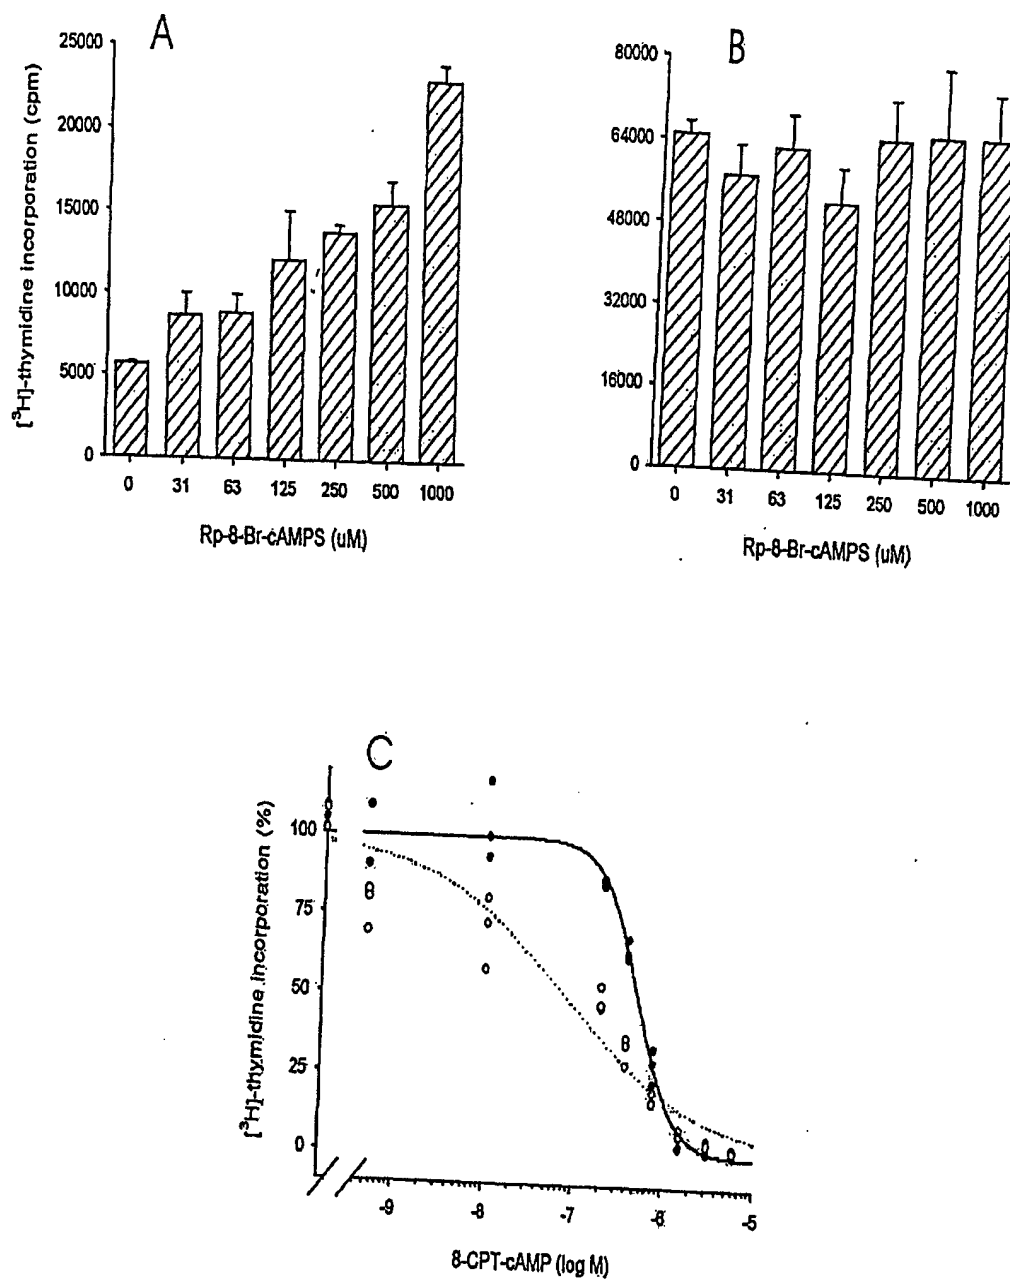 A
[³H]-thymidine incorporation (cpm)
25000
20000
15000
10000
5000
0
0 31 63 125 250 500 1000
Rp-8-Br-cAMPS (uM)
B
80000
64000
48000
32000
16000
0
0 31 63 125 250 500 1000
Rp-8-Br-cAMPS (uM)
C
[³H]-thymidine incorporation (%)
100
75
50
25
0
-9 -8 -7 -6 -5
8-CPT-cAMP (log M)